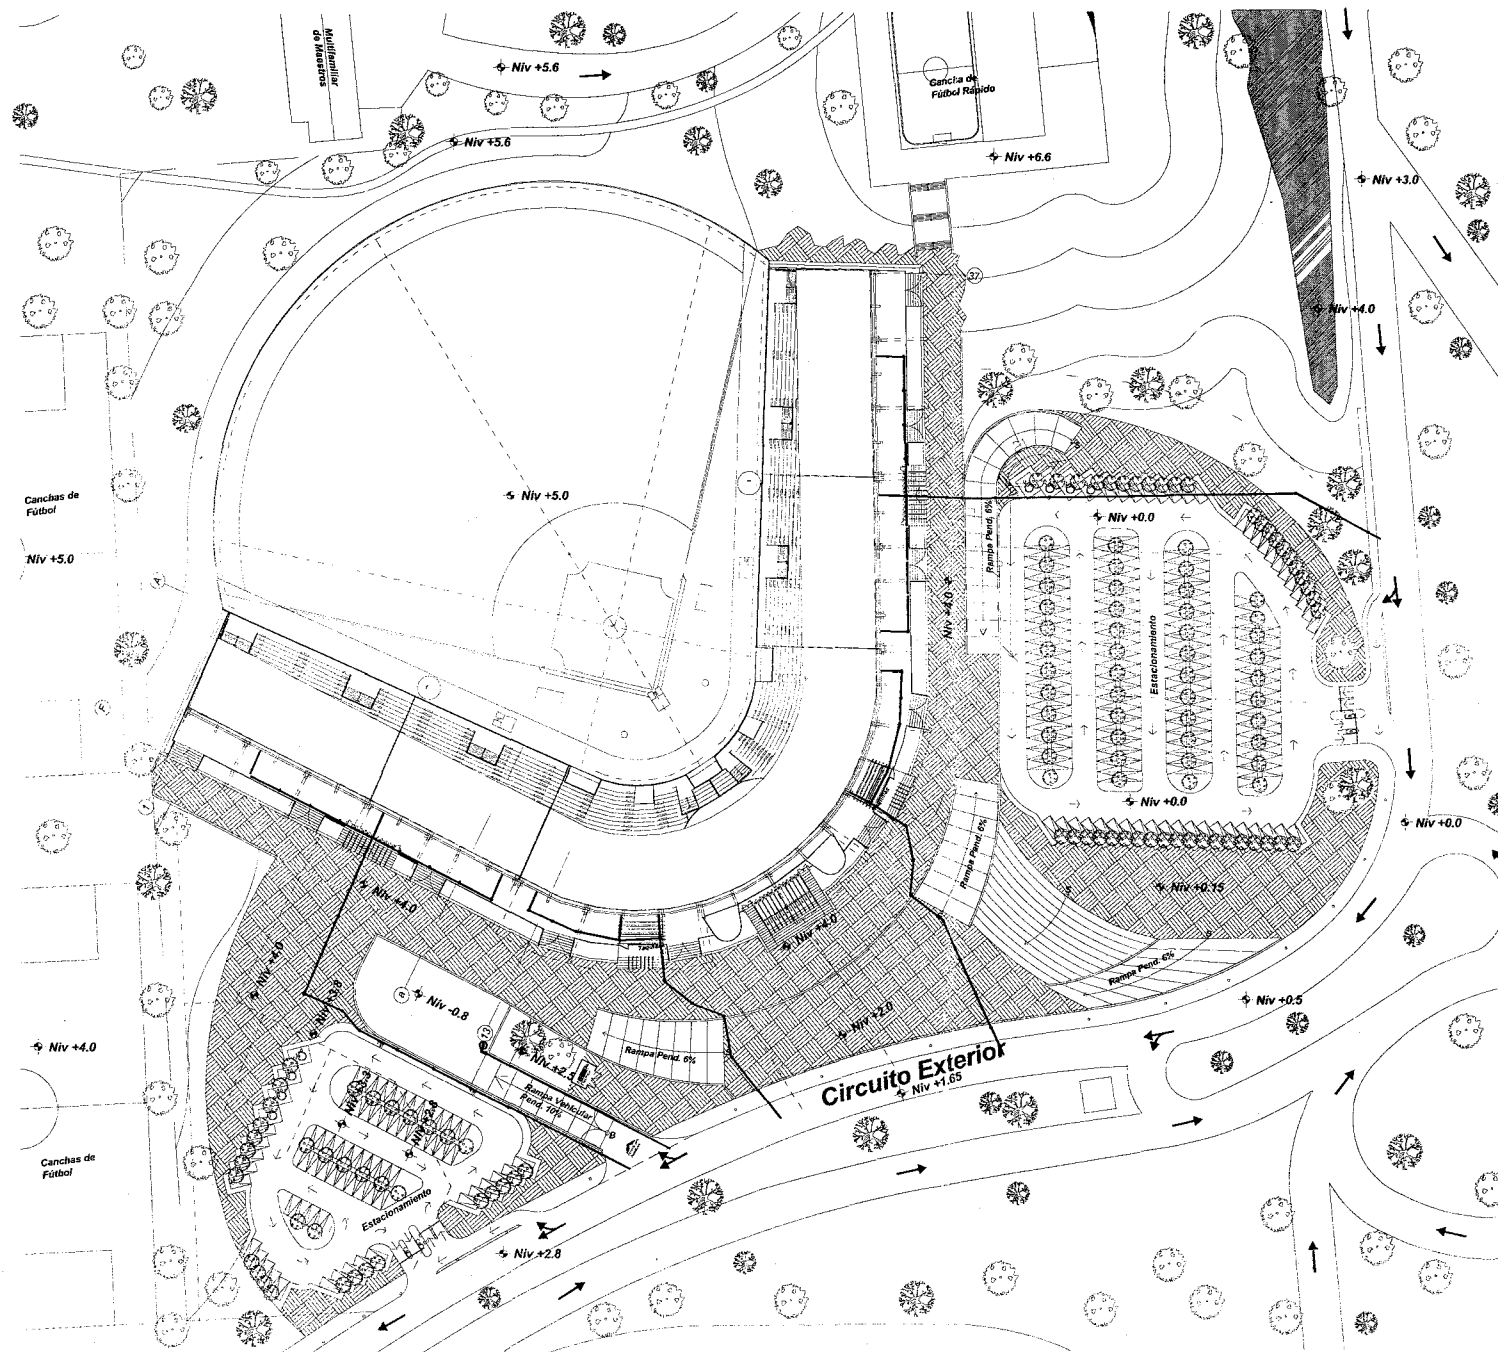 Multifamiliar
de Maestros
Niv +5.6
Niv +5.6
Cancha de
Fútbol Rápido
Niv +6.6
Niv +3.0
37
Niv +4.0
Canchas de
Fútbol
Niv +5.0
Niv +5.0
Rampa Pend. 6%
Niv +0.0
Estacionamiento
Niv +0.0
Niv +0.0
Rampa Pend. 6%
Niv +0.15
Niv +4.0
Niv +4.0
Niv +4.0
Rampa Pend. 6%
Niv +0.5
Niv -0.8
Niv +2.0
13
Rampa Pend. 6%
Niv +4.0
Circuito Exterior
Niv +1.65
Rampa Vehicular
Pend. 10%
B
Niv +2.8
Canchas de
Fútbol
Estacionamiento
Niv +2.8